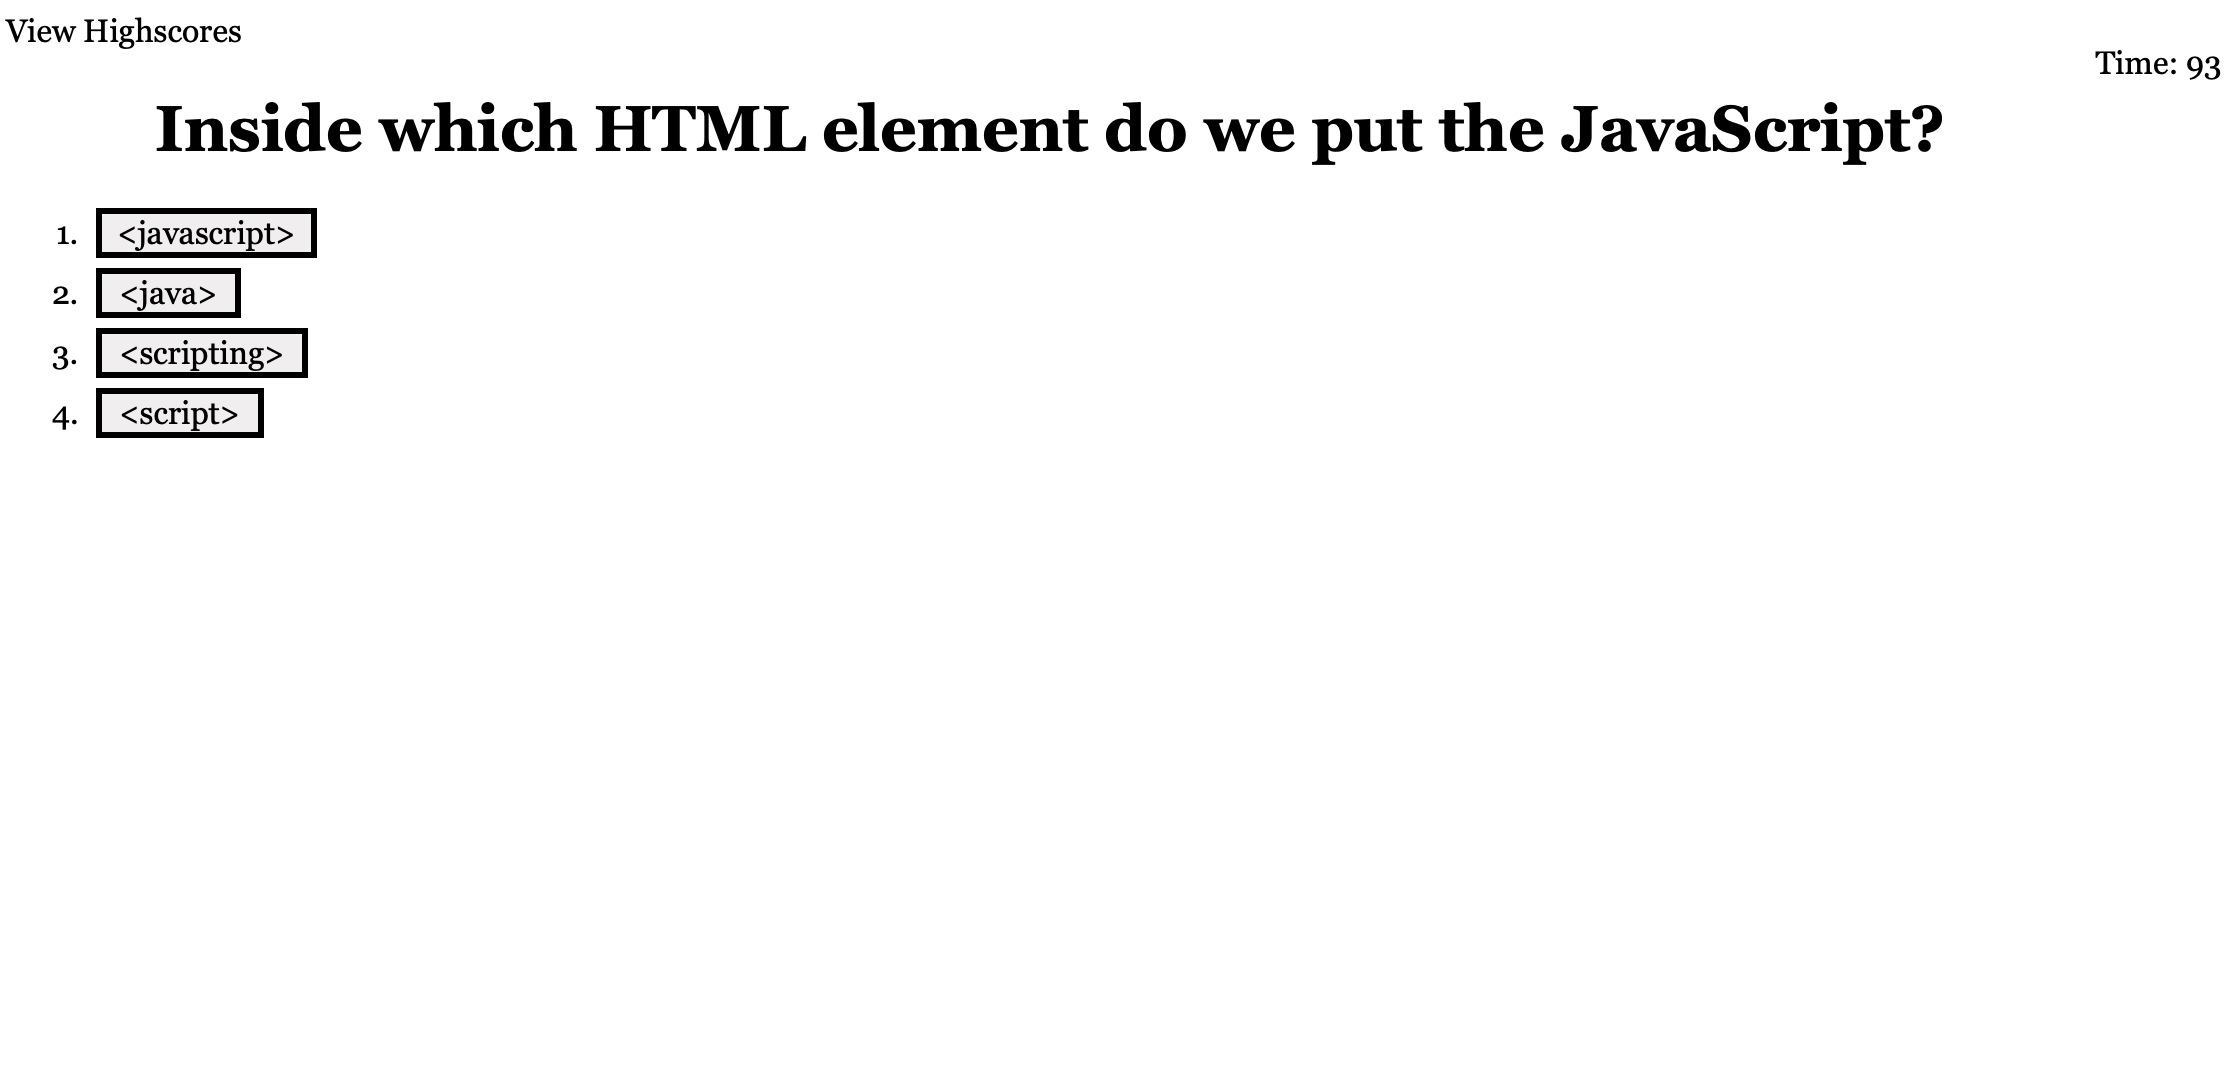 View Highscores
Time: 93
Inside which HTML element do we put the JavaScript?
1. <javascript>
2. <java>
3. <scripting>
4. <script>